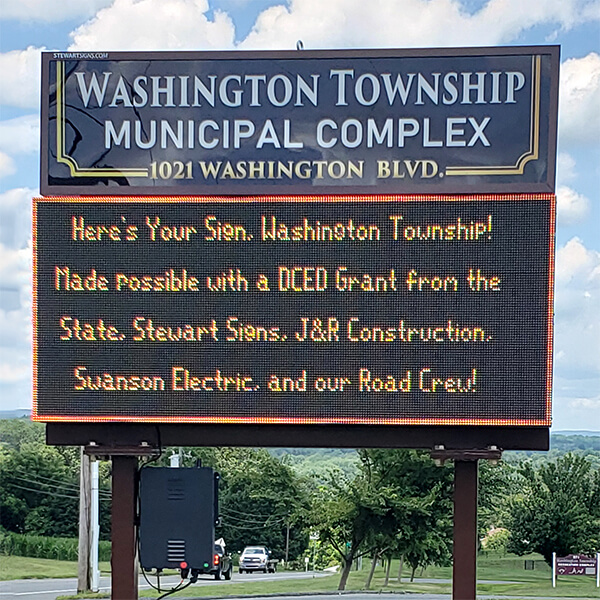 STEWARTSIGNS.COM
WASHINGTON TOWNSHIP
MUNICIPAL COMPLEX
1021 WASHINGTON BLVD.
Here's Your Sign, Washington Township!
Made possible with a DCED Grant from the
State, Stewart Signs, J&R Construction,
Swanson Electric, and our Road Crew!